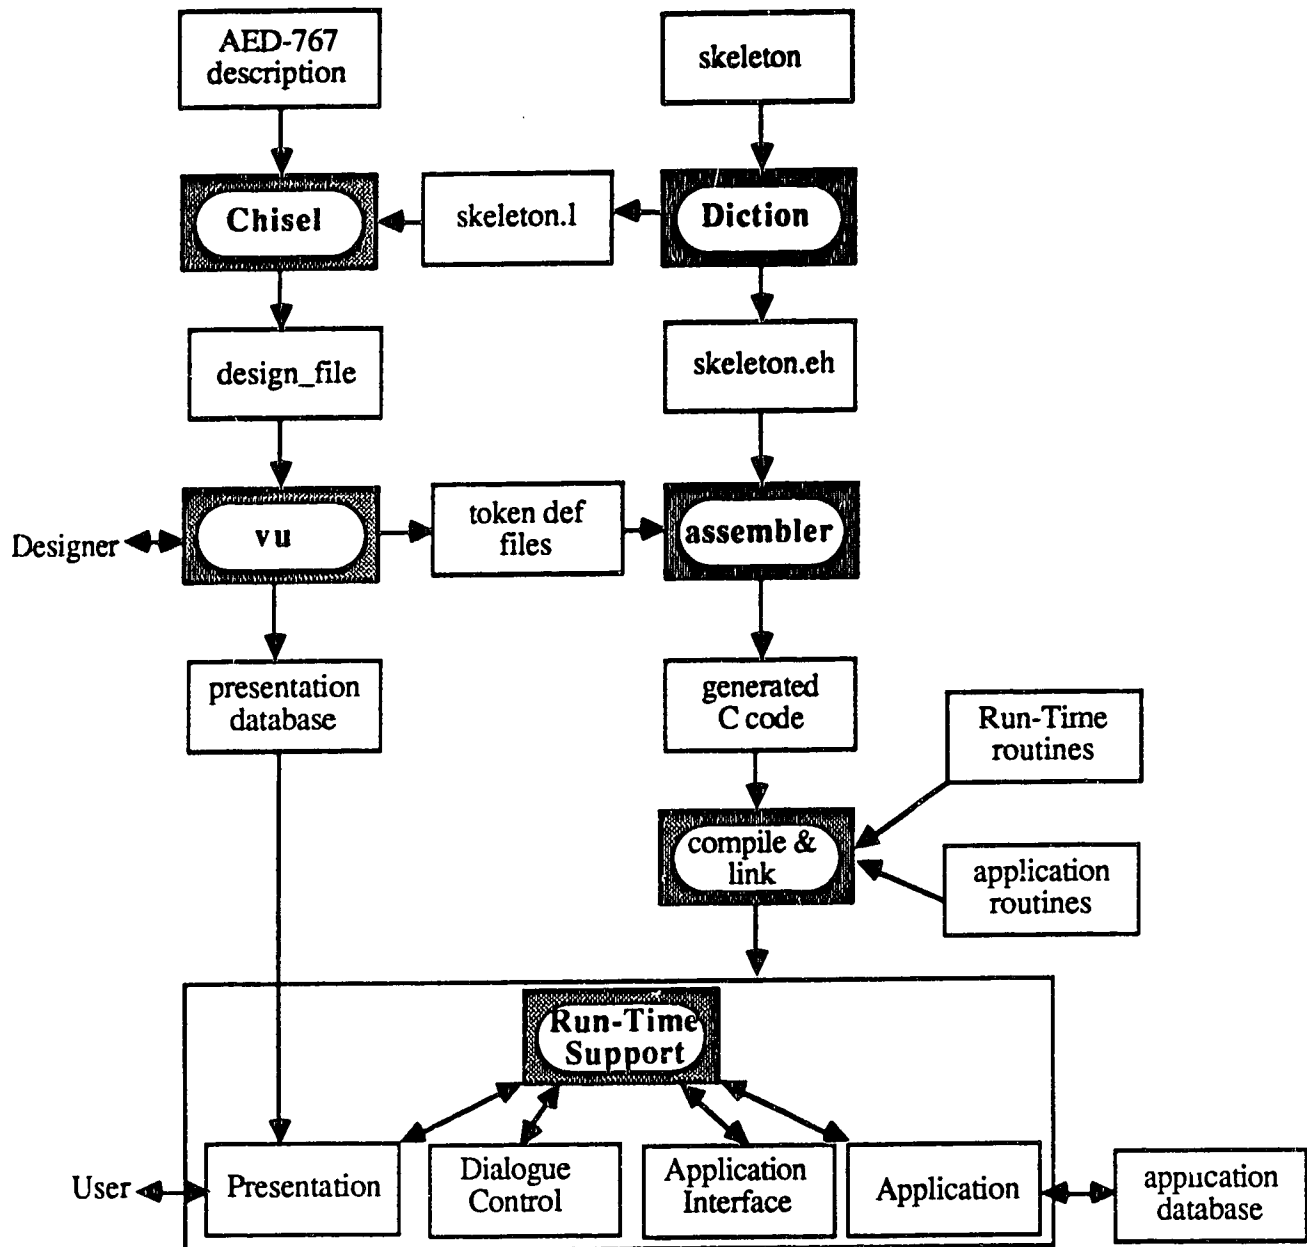 AED-767
description
skeleton
Chisel
skeleton.l
Diction
design_file
skeleton.eh
Designer
vu
token def
files
assembler
presentation
database
generated
C code
Run-Time
routines
compile &
link
application
routines
Run-Time
Support
User
Presentation
Dialogue
Control
Application
Interface
Application
application
database